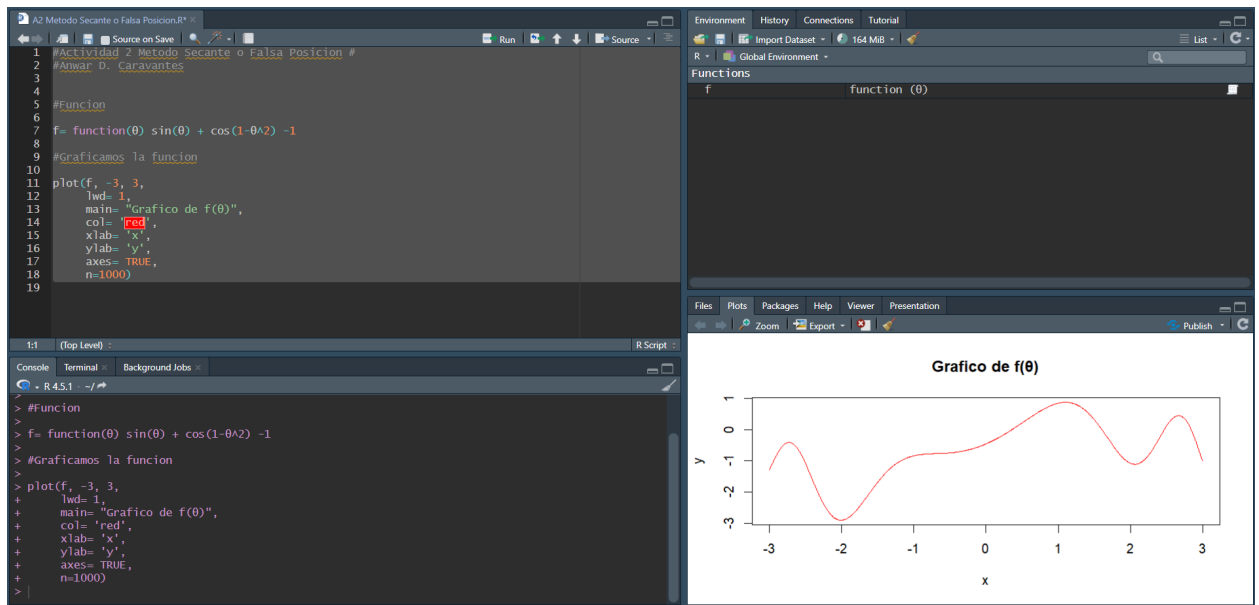 A2 Metodo Secante o Falsa Posicion.R*
Source on Save
Run
Source
1 #Actividad 2 Metodo Secante o Falsa Posicion #
2 #Anwar D. Caravantes
3
4
5 #Funcion
6
7 f= function(θ) sin(θ) + cos(1-θ^2) -1
8
9 #Graficamos la funcion
10
11 plot(f, -3, 3,
12 lwd= 1,
13 main= "Grafico de f(θ)",
14 col= 'red',
15 xlab= 'x',
16 ylab= 'y',
17 axes= TRUE,
18 n=1000)
19
1:1 (Top Level) R Script
Console Terminal Background Jobs
R 4.5.1 · ~/
>
> #Funcion
>
> f= function(θ) sin(θ) + cos(1-θ^2) -1
>
> #Graficamos la funcion
>
> plot(f, -3, 3,
+ lwd= 1,
+ main= "Grafico de f(θ)",
+ col= 'red',
+ xlab= 'x',
+ ylab= 'y',
+ axes= TRUE,
+ n=1000)
>
Environment History Connections Tutorial
Import Dataset 164 MiB List
R Global Environment
Functions
f function (θ)
Files Plots Packages Help Viewer Presentation
Zoom Export Publish
Grafico de f(θ)
y
1
0
-1
-2
-3
-3 -2 -1 0 1 2 3
x